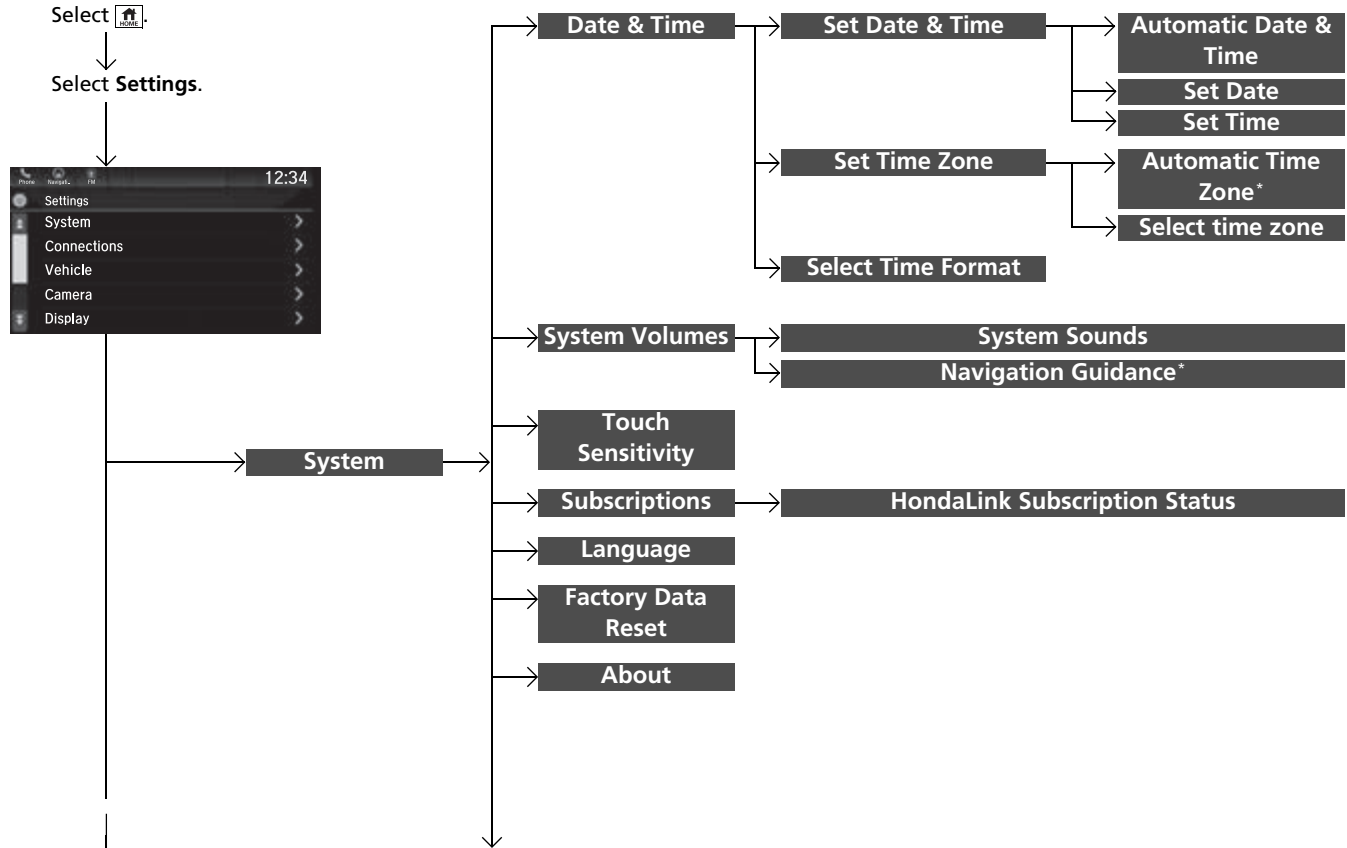 Select HOME.
Select Settings.
Phone Navigati.. FM 12:34
Settings
System
Connections
Vehicle
Camera
Display
System
Date & Time
Set Date & Time
Automatic Date &
Time
Set Date
Set Time
Set Time Zone
Automatic Time
Zone*
Select time zone
Select Time Format
System Volumes
System Sounds
Navigation Guidance*
Touch
Sensitivity
Subscriptions
HondaLink Subscription Status
Language
Factory Data
Reset
About